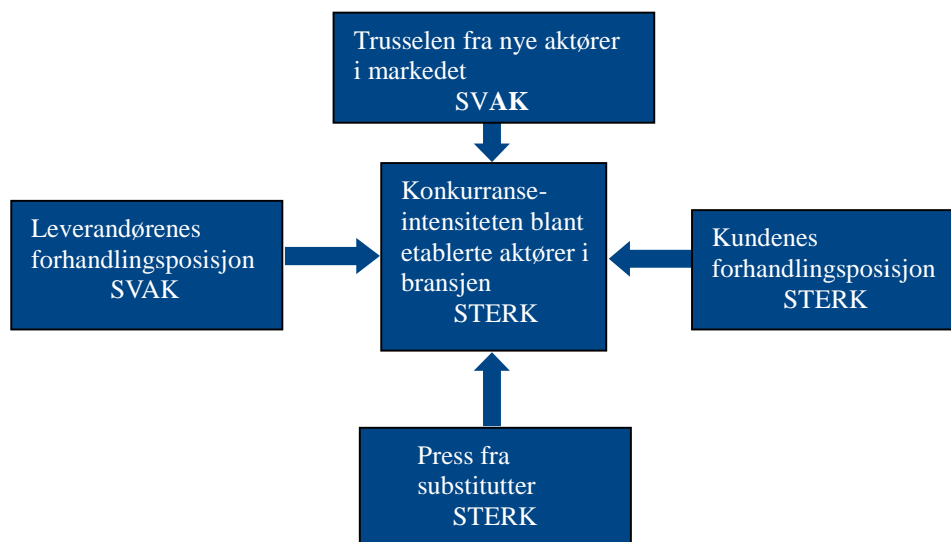 Trusselen fra nye aktører
i markedet
SVAK
Leverandørenes
forhandlingsposisjon
SVAK
Konkurranse-
intensiteten blant
etablerte aktører i
bransjen
STERK
Kundenes
forhandlingsposisjon
STERK
Press fra
substitutter
STERK